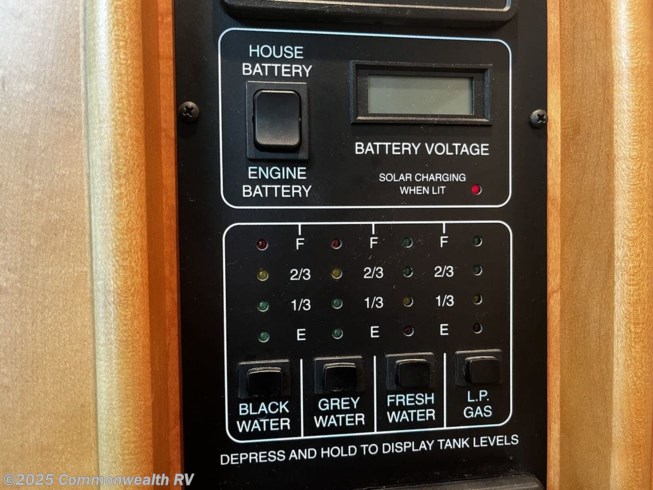 HOUSE
BATTERY
ENGINE
BATTERY
BATTERY VOLTAGE
SOLAR CHARGING
WHEN LIT
F F F
2/3 2/3 2/3
1/3 1/3 1/3
E E E
BLACK
WATER
GREY
WATER
FRESH
WATER
L.P.
GAS
DEPRESS AND HOLD TO DISPLAY TANK LEVELS
©2025 Commonwealth RV